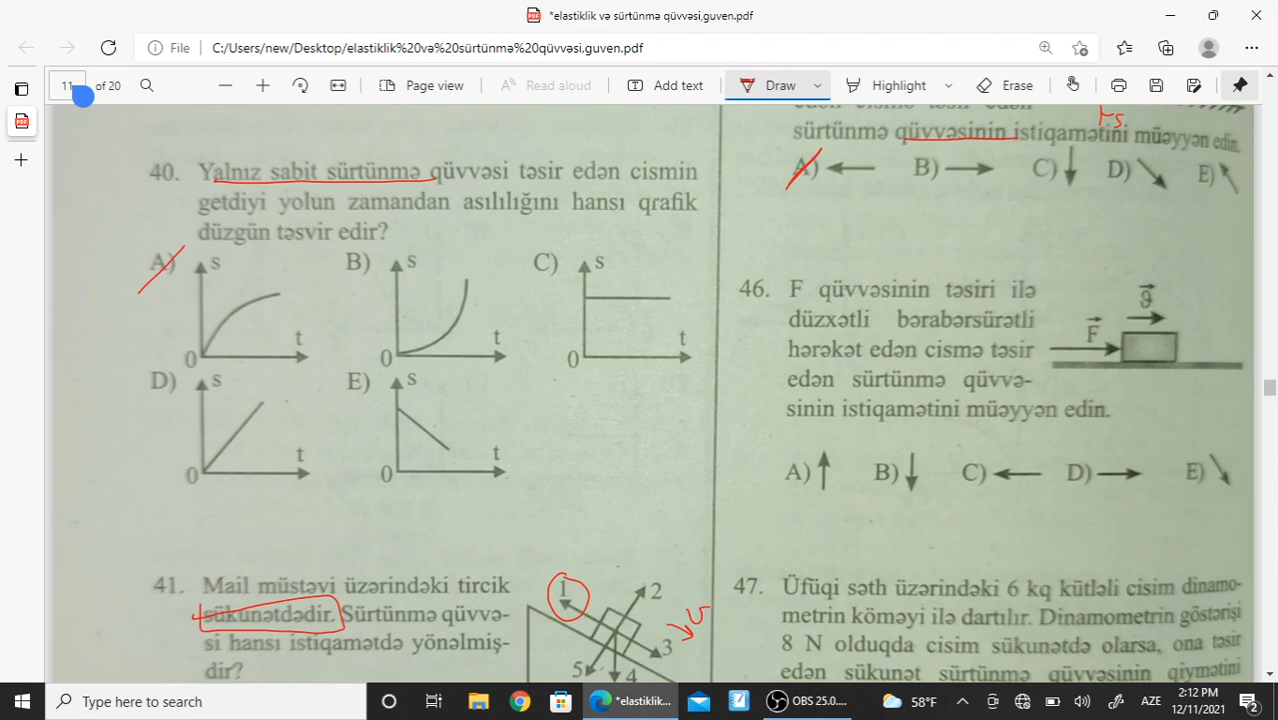 *elastiklik və sürtünmə qüvvəsi,guven.pdf
File C:/Users/new/Desktop/elastiklik%20və%20sürtünmə%20qüvvəsi,guven.pdf
11 of 20 Page view Read aloud Add text Draw Highlight Erase
40. Yalnız sabit sürtünmə qüvvəsi təsir edən cismin
getdiyi yolun zamandan asılılığını hansı qrafik
düzgün təsvir edir?
A) s t 0
B) s t 0
C) s t 0
D) s t 0
E) s t 0
41. Mail müstəvi üzərindəki tircik
sükunətdədir. Sürtünmə qüvvə-
si hansı istiqamətdə yönəlmiş-
dir?
1 2 3 4 5 υ
sürtünmə qüvvəsinin istiqamətini müəyyən edin.
A) B) C) D) E)
46. F qüvvəsinin təsiri ilə
düzxətli bərabərsürətli
hərəkət edən cismə təsir
edən sürtünmə qüvvə-
sinin istiqamətini müəyyən edin.
F ϑ
A) B) C) D) E)
47. Üfüqi səth üzərindəki 6 kq kütləli cisim dinamo-
metrin köməyi ilə dartılır. Dinamometrin göstərişi
8 N olduqda cisim sükunətdə olarsa, ona təsir
edən sükunət sürtünmə qüvvəsinin qiymətini
Type here to search
*elastiklik...
OBS 25.0....
58°F
AZE
2:12 PM
12/11/2021
2